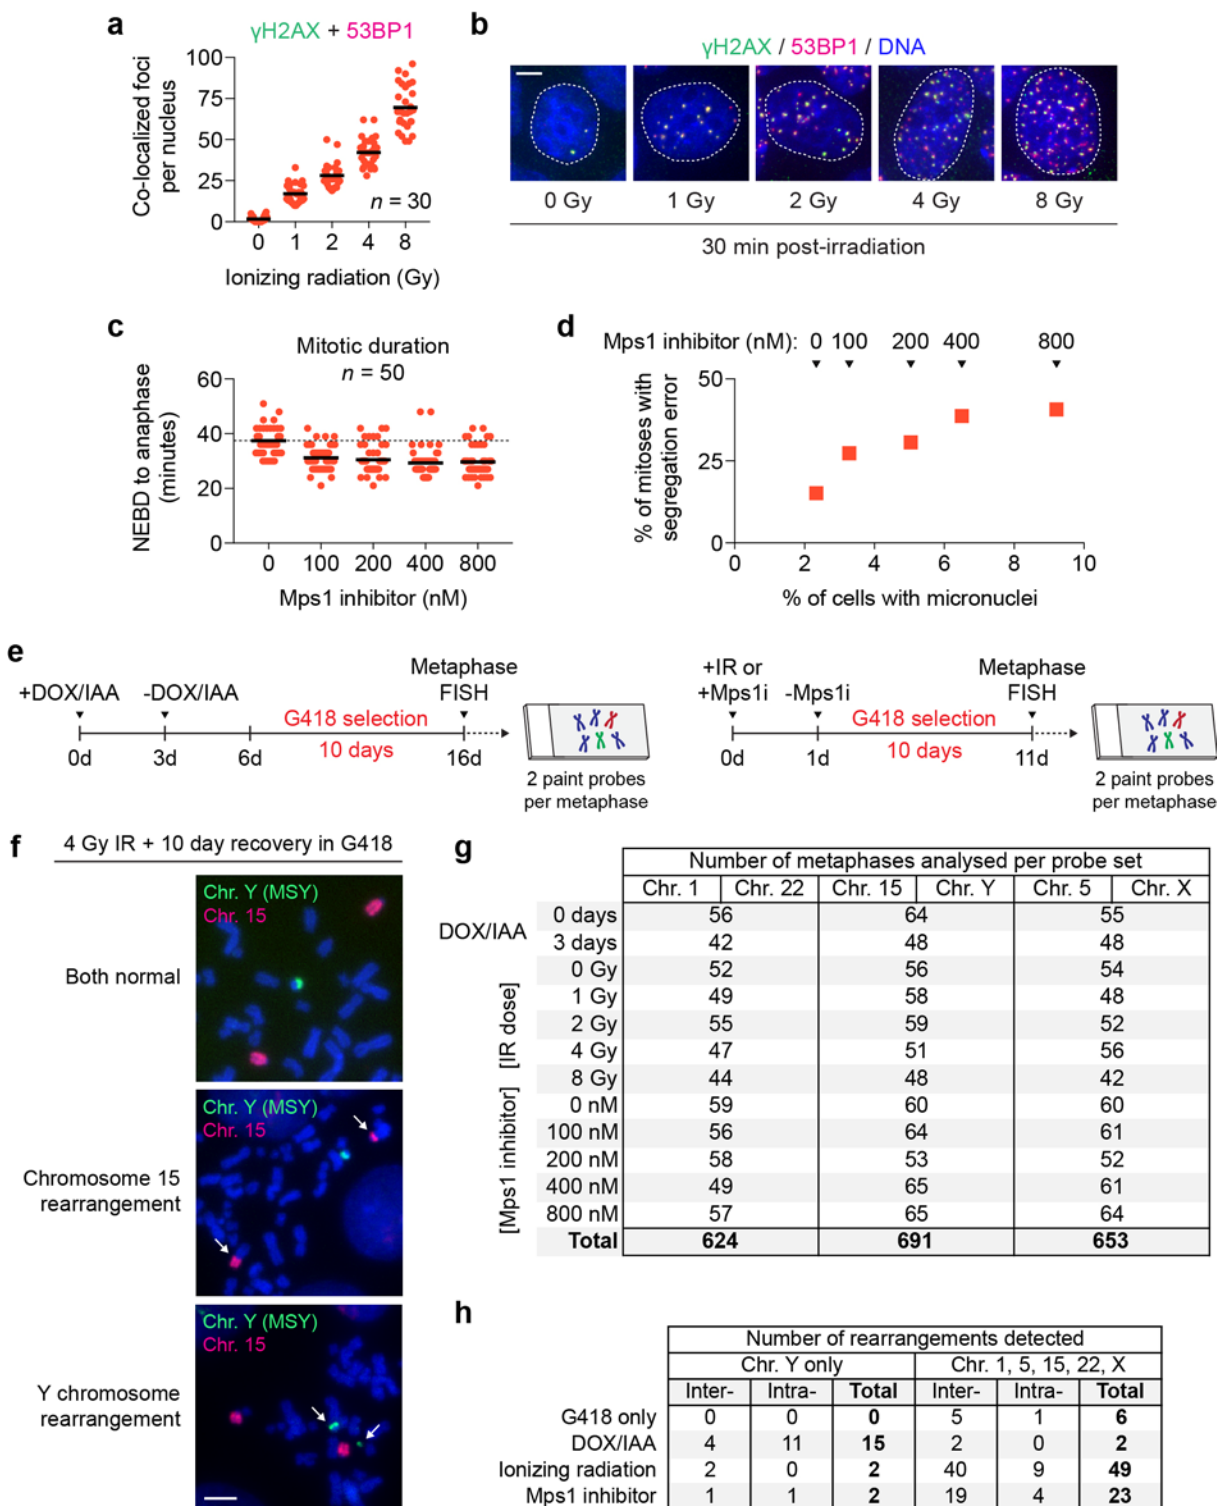 a
γH2AX + 53BP1
Co-localized foci
per nucleus
100
75
50
25
0
n = 30
0 1 2 4 8
Ionizing radiation (Gy)
b
γH2AX / 53BP1 / DNA
0 Gy 1 Gy 2 Gy 4 Gy 8 Gy
30 min post-irradiation
c
Mitotic duration
n = 50
NEBD to anaphase
(minutes)
60
40
20
0
0 100 200 400 800
Mps1 inhibitor (nM)
d
Mps1 inhibitor (nM): 0 100 200 400 800
% of mitoses with
segregation error
50
25
0
0 2 4 6 8 10
% of cells with micronuclei
e
+DOX/IAA -DOX/IAA
Metaphase
FISH
G418 selection
10 days
0d 3d 6d 16d
2 paint probes
per metaphase
+IR or
+Mps1i -Mps1i
Metaphase
FISH
G418 selection
10 days
0d 1d 11d
2 paint probes
per metaphase
f
4 Gy IR + 10 day recovery in G418
Both normal
Chr. Y (MSY)
Chr. 15
Chromosome 15
rearrangement
Chr. Y (MSY)
Chr. 15
Y chromosome
rearrangement
Chr. Y (MSY)
Chr. 15
g
Number of metaphases analysed per probe set
Chr. 1 Chr. 22 Chr. 15 Chr. Y Chr. 5 Chr. X
DOX/IAA
0 days 56 64 55
3 days 42 48 48
[IR dose]
0 Gy 52 56 54
1 Gy 49 58 48
2 Gy 55 59 52
4 Gy 47 51 56
8 Gy 44 48 42
[Mps1 inhibitor]
0 nM 59 60 60
100 nM 56 64 61
200 nM 58 53 52
400 nM 49 65 61
800 nM 57 65 64
Total 624 691 653
h
Number of rearrangements detected
Chr. Y only Chr. 1, 5, 15, 22, X
Inter- Intra- Total Inter- Intra- Total
G418 only 0 0 0 5 1 6
DOX/IAA 4 11 15 2 0 2
Ionizing radiation 2 0 2 40 9 49
Mps1 inhibitor 1 1 2 19 4 23